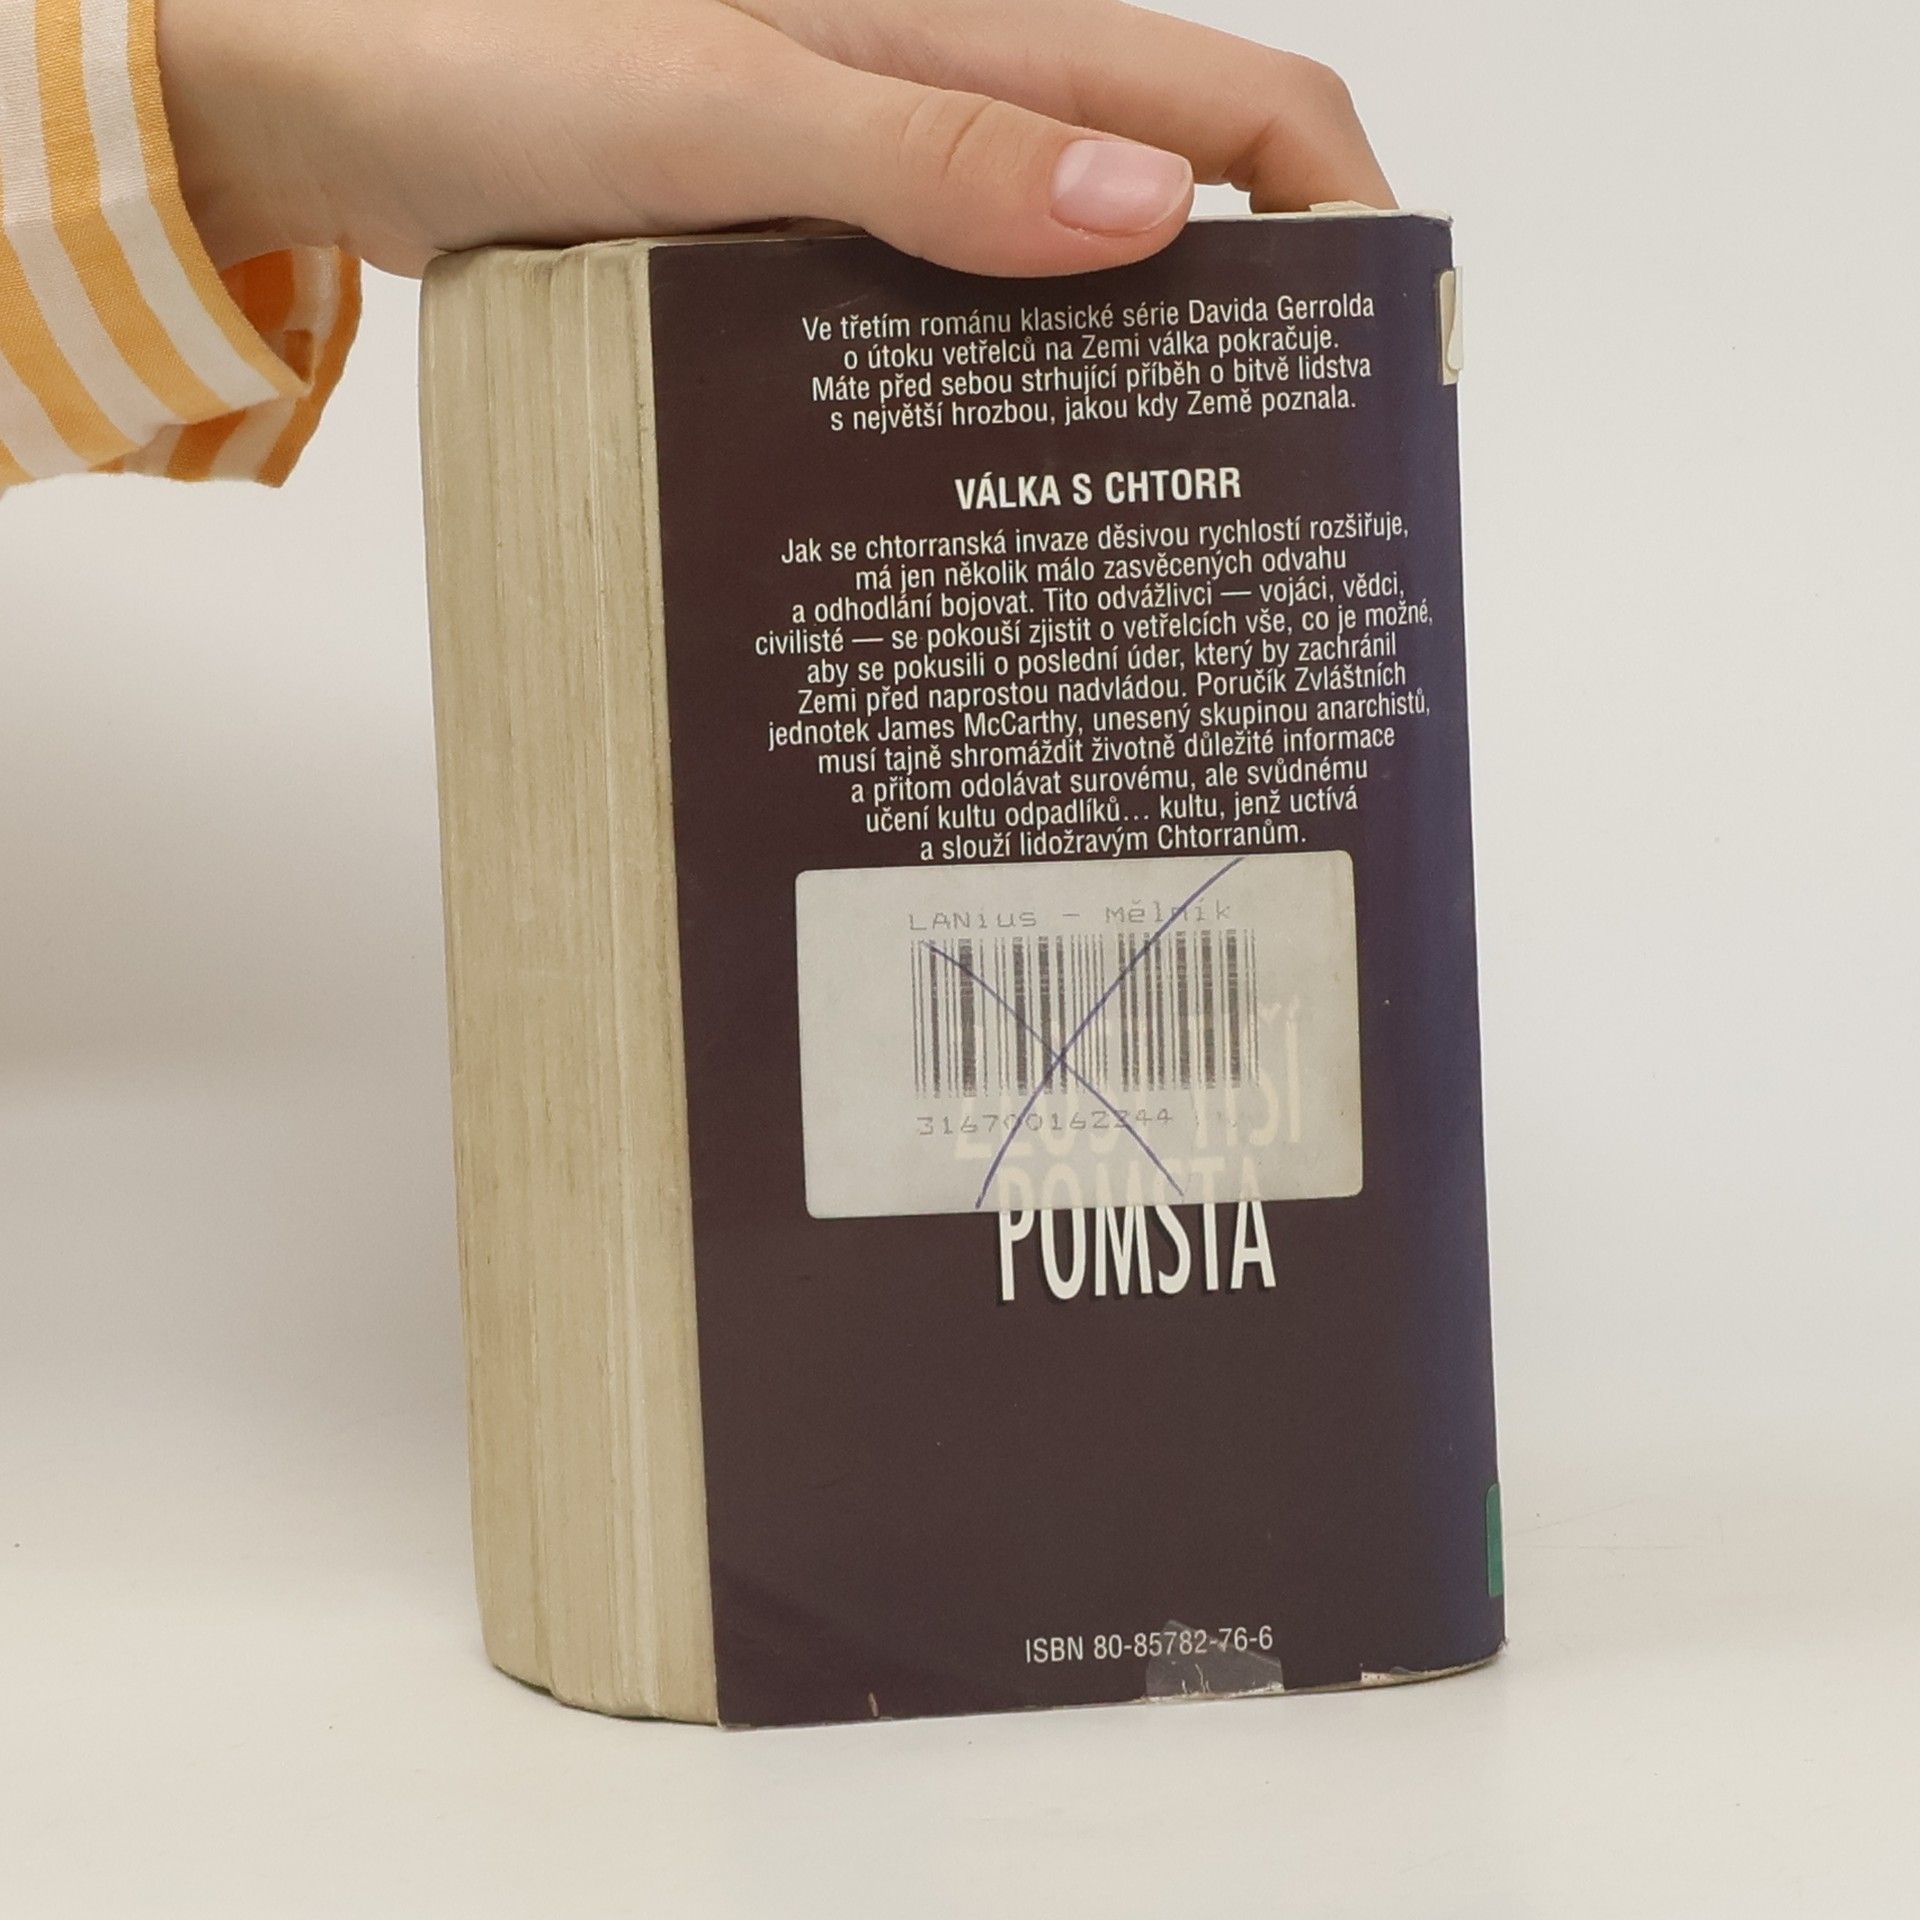 Ve třetím románu klasické série Davida Gerrolda
o útoku vetřelců na Zemi válka pokračuje.
Máte před sebou strhující příběh o bitvě lidstva
s největší hrozbou, jakou kdy Země poznala.
VÁLKA S CHTORR
Jak se chtorranská invaze děsivou rychlostí rozšiřuje,
má jen několik málo zasvěcených odvahu
a odhodlání bojovat. Tito odvážlivci — vojáci, vědci,
civilisté — se pokouší zjistit o vetřelcích vše, co je možné,
aby se pokusili o poslední úder, který by zachránil
Zemi před naprostou nadvládou. Poručík Zvláštních
jednotek James McCarthy, unesený skupinou anarchistů,
musí tajně shromáždit životně důležité informace
a přitom odolávat surovému, ale svůdnému
učení kultu odpadlíků... kultu, jenž uctívá
a slouží lidožravým Chtorranům.
LANius - Mělník
316700162344
POMSTA
ISBN 80-85782-76-6